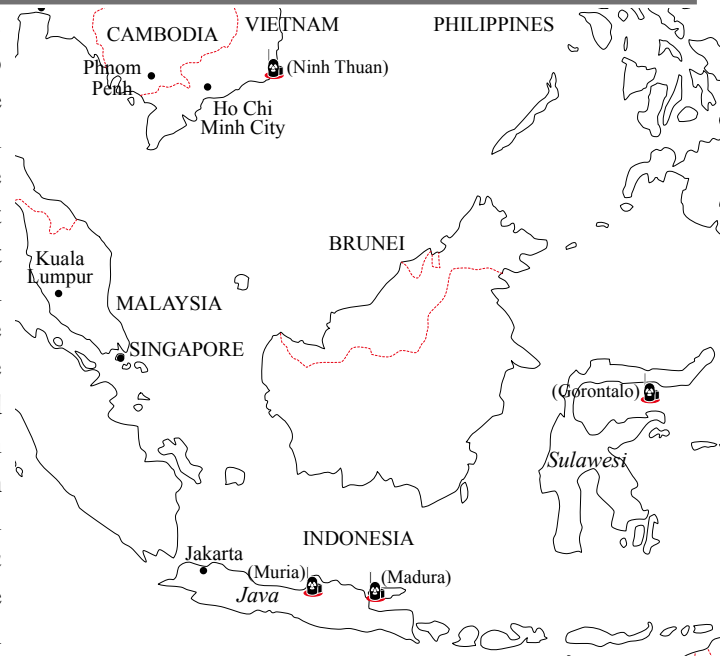 CAMBODIA
VIETNAM
PHILIPPINES
Phnom
Penh
(Ninh Thuan)
Ho Chi
Minh City
BRUNEI
Kuala
Lumpur
MALAYSIA
SINGAPORE
(Gorontalo)
Sulawesi
INDONESIA
Jakarta
(Muria)
(Madura)
Java